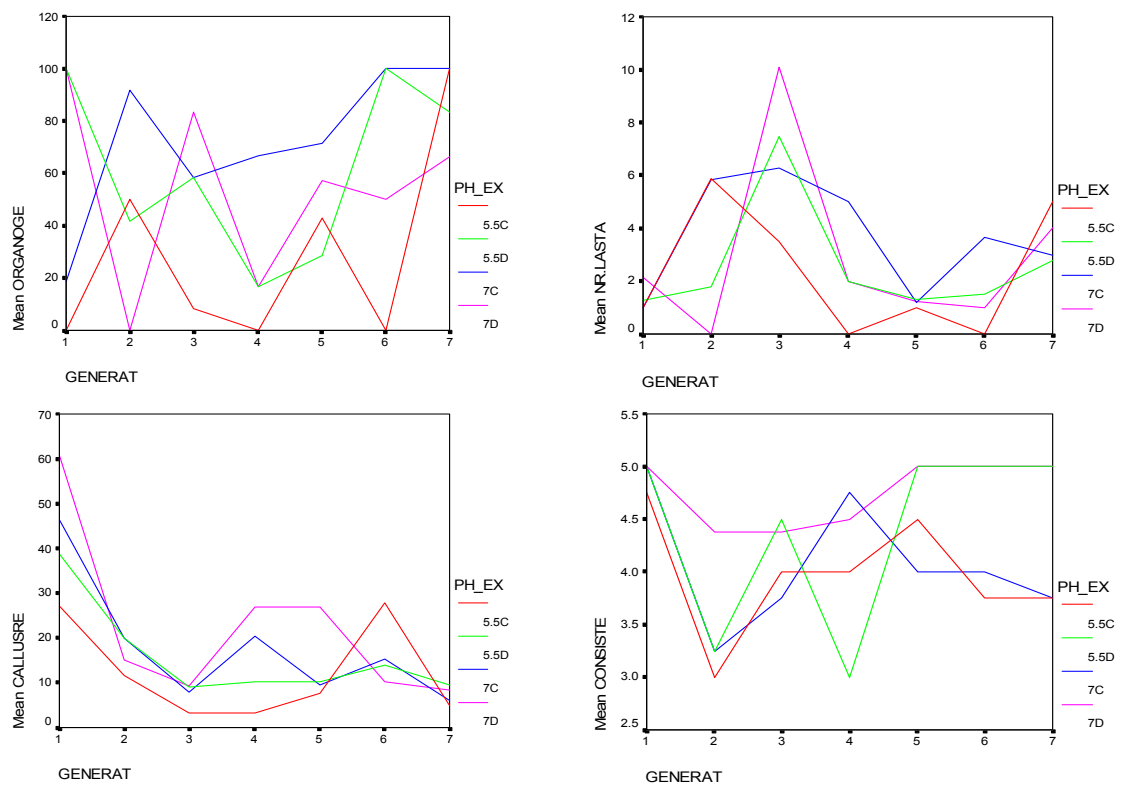 120
100
80
60
40
20
0
Mean ORGANOGE
1 2 3 4 5 6 7
GENERAT
PH_EX
5.5C
5.5D
7C
7D
12
10
8
6
4
2
0
Mean NR.LASTA
1 2 3 4 5 6 7
GENERAT
PH_EX
5.5C
5.5D
7C
7D
70
60
50
40
30
20
10
0
Mean CALLUSRE
1 2 3 4 5 6 7
GENERAT
PH_EX
5.5C
5.5D
7C
7D
5.5
5.0
4.5
4.0
3.5
3.0
2.5
Mean CONSISTE
1 2 3 4 5 6 7
GENERAT
PH_EX
5.5C
5.5D
7C
7D